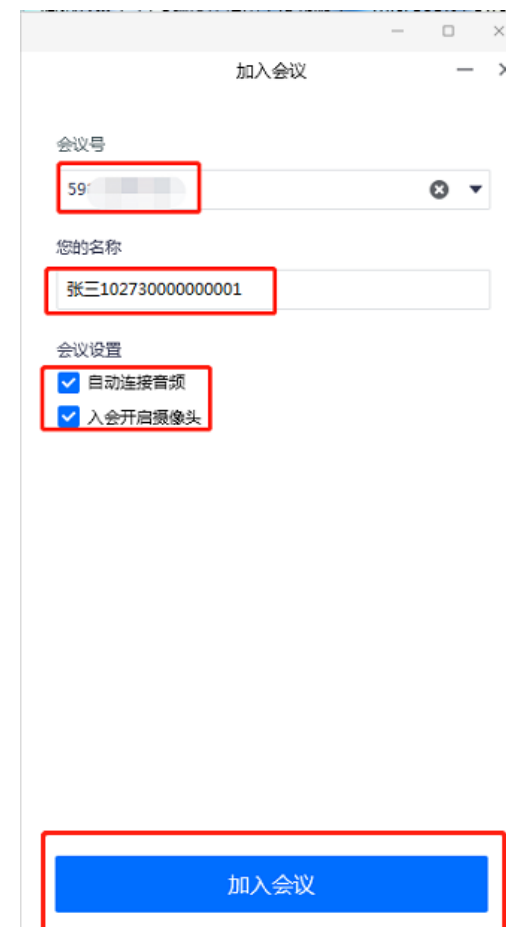 加入会议
会议号
59
您的名称
张三102730000000001
会议设置
自动连接音频
入会开启摄像头
加入会议